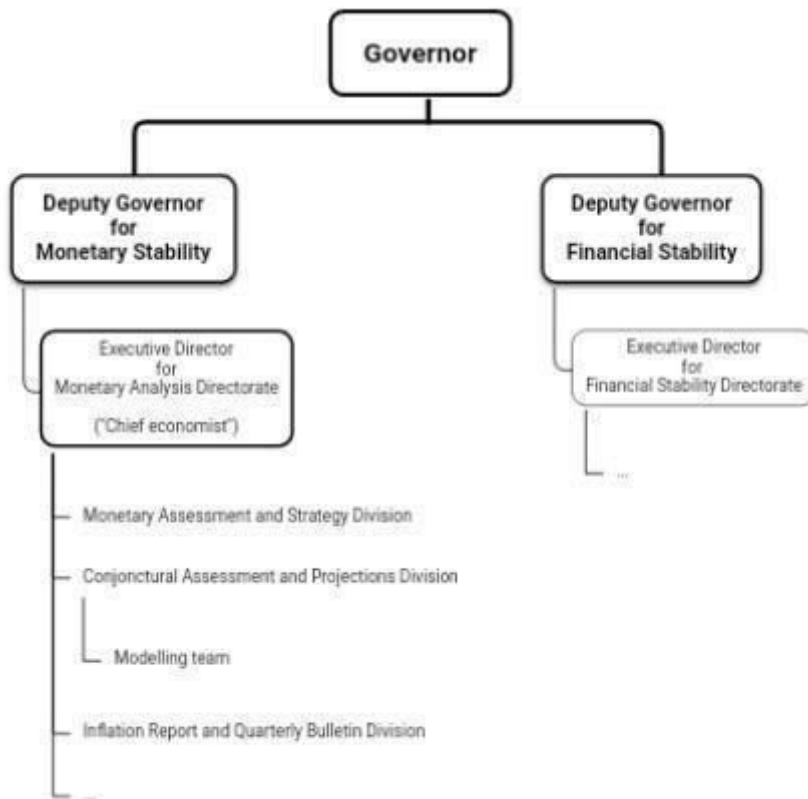 Governor
Deputy Governor
for
Monetary Stability
Deputy Governor
for
Financial Stability
Executive Director
for
Monetary Analysis Directorate
("Chief economist")
Executive Director
for
Financial Stability Directorate
...
Monetary Assessment and Strategy Division
Conjonctural Assessment and Projections Division
Modelling team
Inflation Report and Quarterly Bulletin Division
...